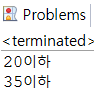 Problems
<terminated>
20이하
35이하